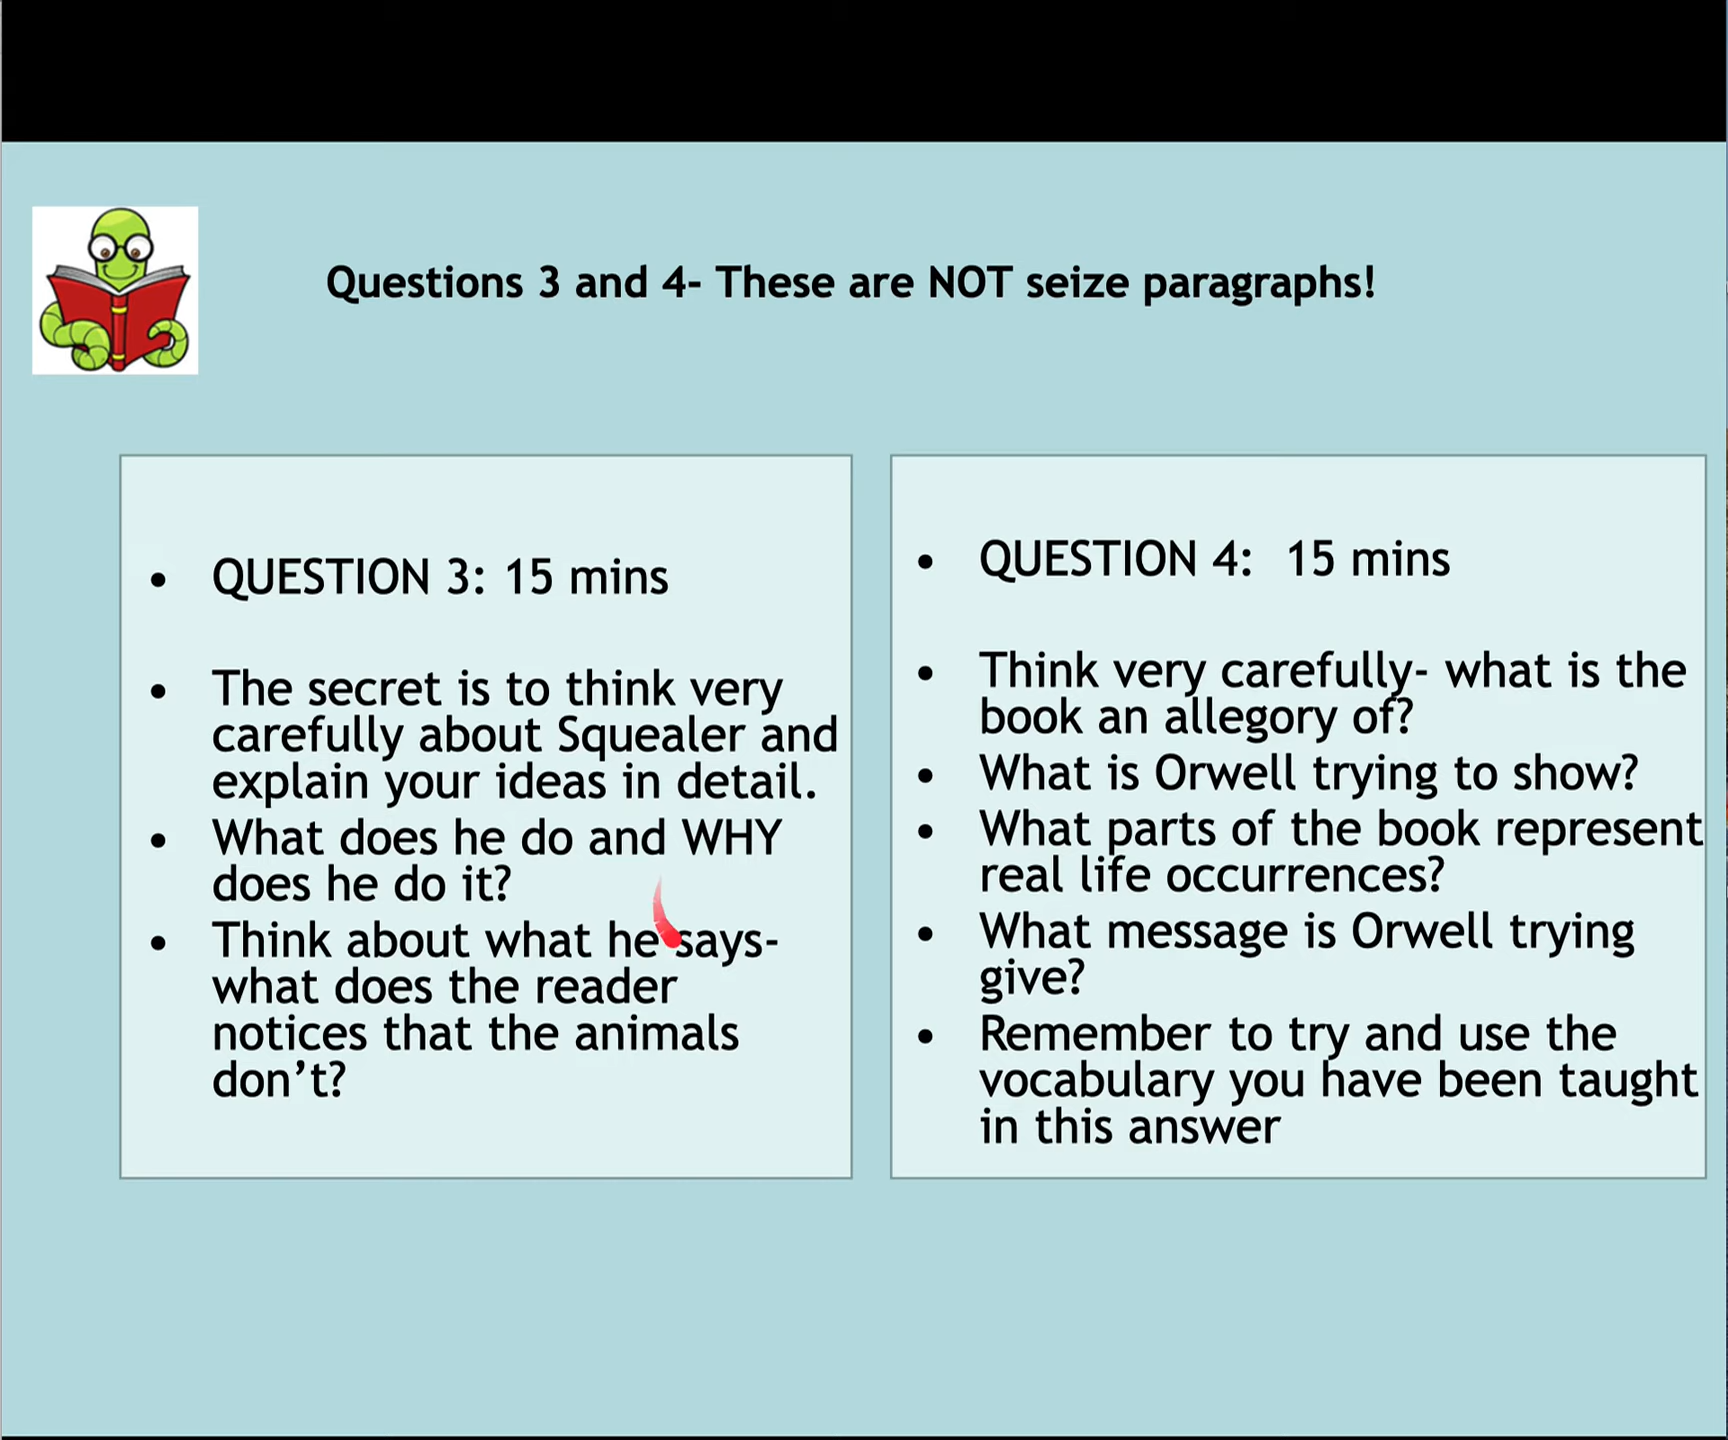 Questions 3 and 4- These are NOT seize paragraphs!
• QUESTION 3: 15 mins
• The secret is to think very
carefully about Squealer and
explain your ideas in detail.
• What does he do and WHY
does he do it?
• Think about what he says-
what does the reader
notices that the animals
don’t?
• QUESTION 4:  15 mins
• Think very carefully- what is the
book an allegory of?
• What is Orwell trying to show?
• What parts of the book represent
real life occurrences?
• What message is Orwell trying
give?
• Remember to try and use the
vocabulary you have been taught
in this answer